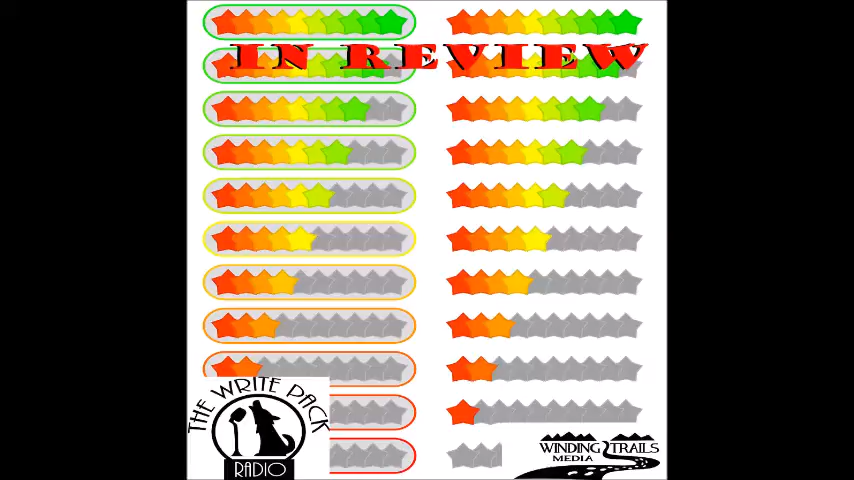 IN REVIEW
THE WRITE PACK
RADIO
WINDING TRAILS
MEDIA